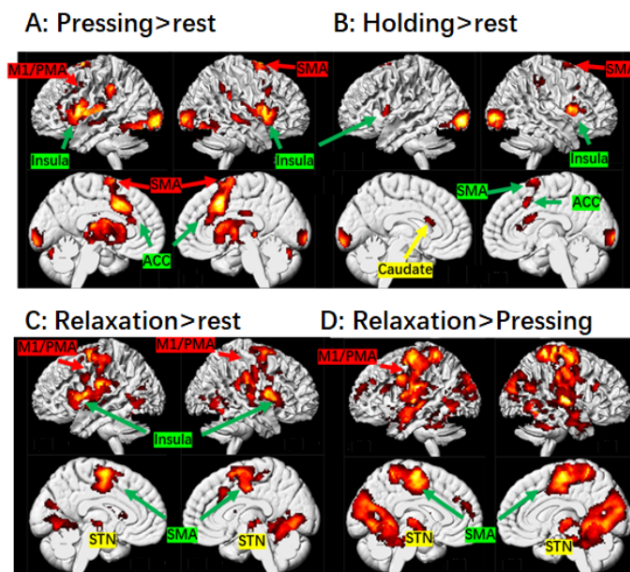 A: Pressing>rest
B: Holding>rest
M1/PMA
SMA
SMA
Insula
Insula
Insula
SMA
SMA
ACC
ACC
Caudate
C: Relaxation>rest
D: Relaxation>Pressing
M1/PMA
M1/PMA
M1/PMA
Insula
SMA
SMA
STN
STN
STN
STN